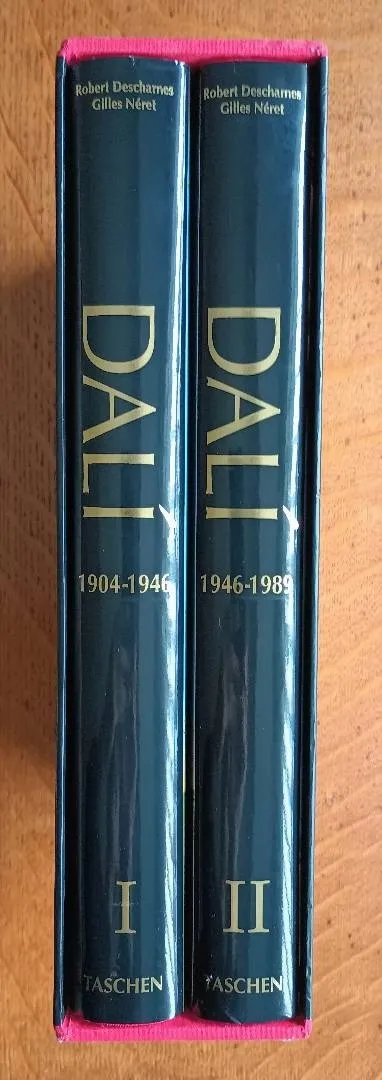 Robert Descharnes
Gilles Néret
DALÍ
1904-1946
I
TASCHEN
Robert Descharnes
Gilles Néret
DALÍ
1946-1989
II
TASCHEN